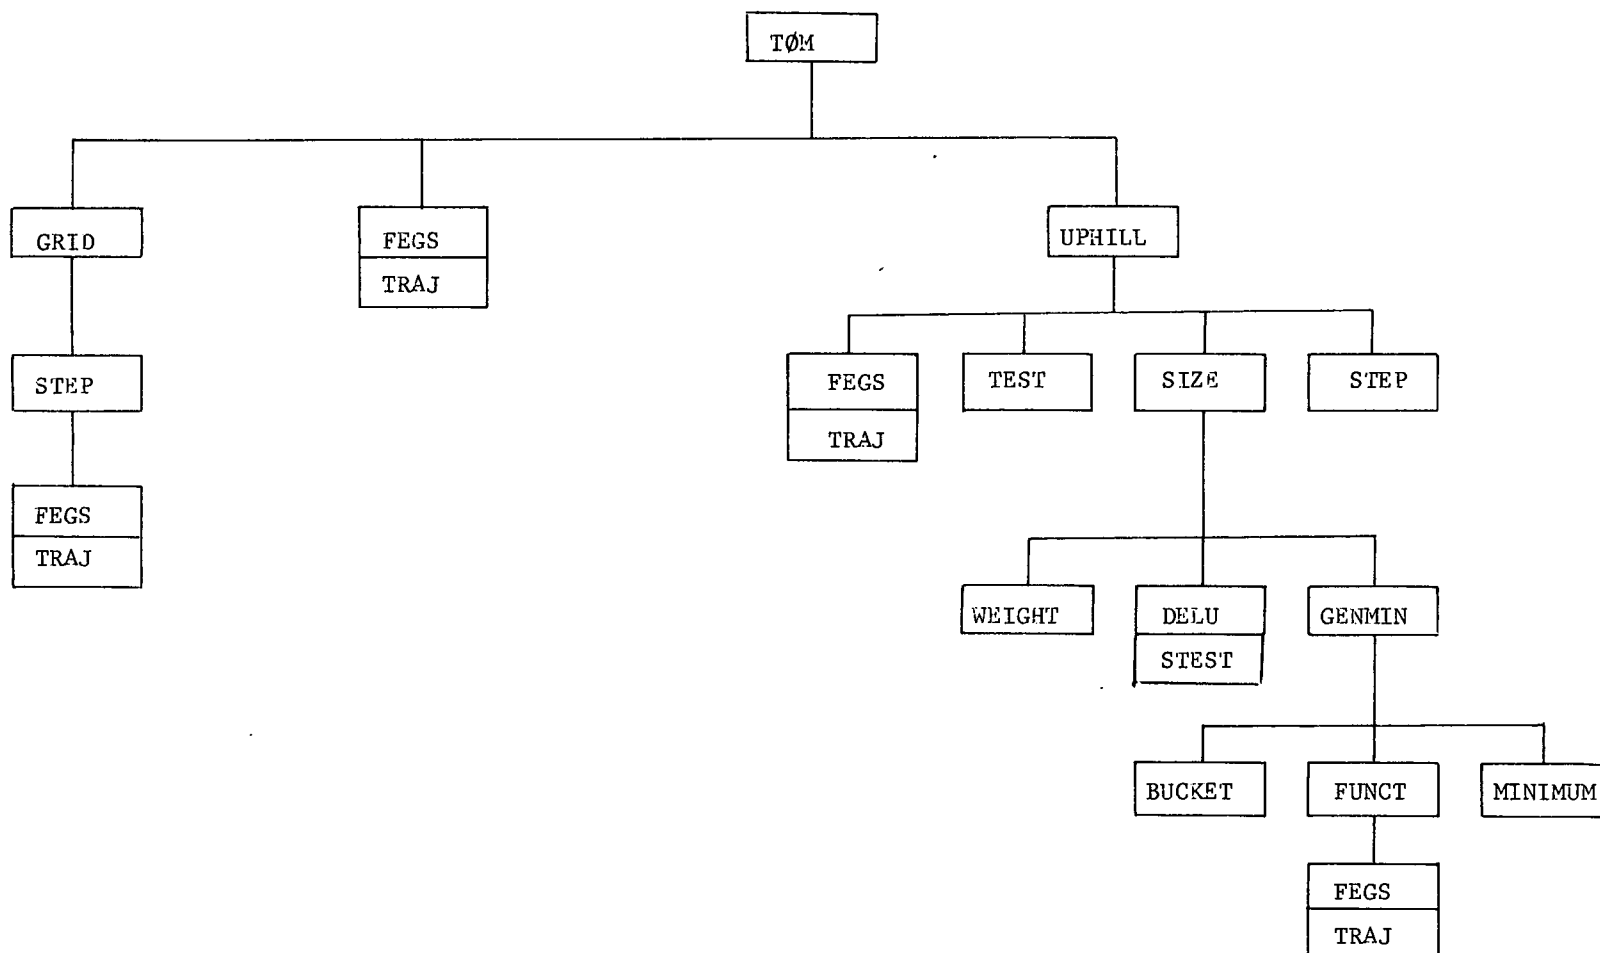 TØM
GRID
FEGS
TRAJ
UPHILL
STEP
FEGS
TRAJ
TEST
SIZE
STEP
FEGS
TRAJ
WEIGHT
DELU
STEST
GENMIN
BUCKET
FUNCT
MINIMUM
FEGS
TRAJ